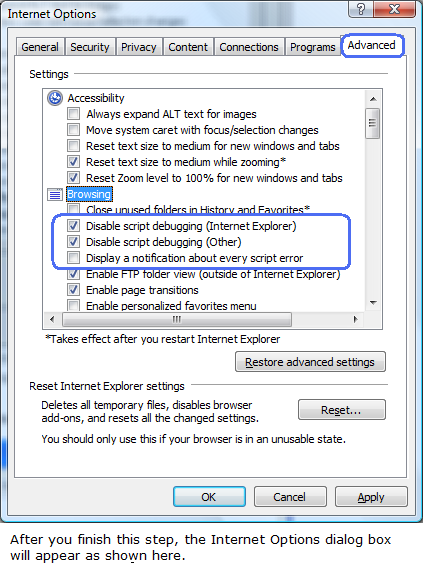 Internet Options
General Security Privacy Content Connections Programs Advanced
Settings
Accessibility
Always expand ALT text for images
Move system caret with focus/selection changes
Reset text size to medium for new windows and tabs
Reset text size to medium while zooming*
Reset Zoom level to 100% for new windows and tabs
Browsing
Close unused folders in History and Favorites*
Disable script debugging (Internet Explorer)
Disable script debugging (Other)
Display a notification about every script error
Enable FTP folder view (outside of Internet Explorer)
Enable page transitions
Enable personalized favorites menu
*Takes effect after you restart Internet Explorer
Restore advanced settings
Reset Internet Explorer settings
Deletes all temporary files, disables browser
add-ons, and resets all the changed settings.
Reset...
You should only use this if your browser is in an unusable state.
OK Cancel Apply
After you finish this step, the Internet Options dialog box
will appear as shown here.